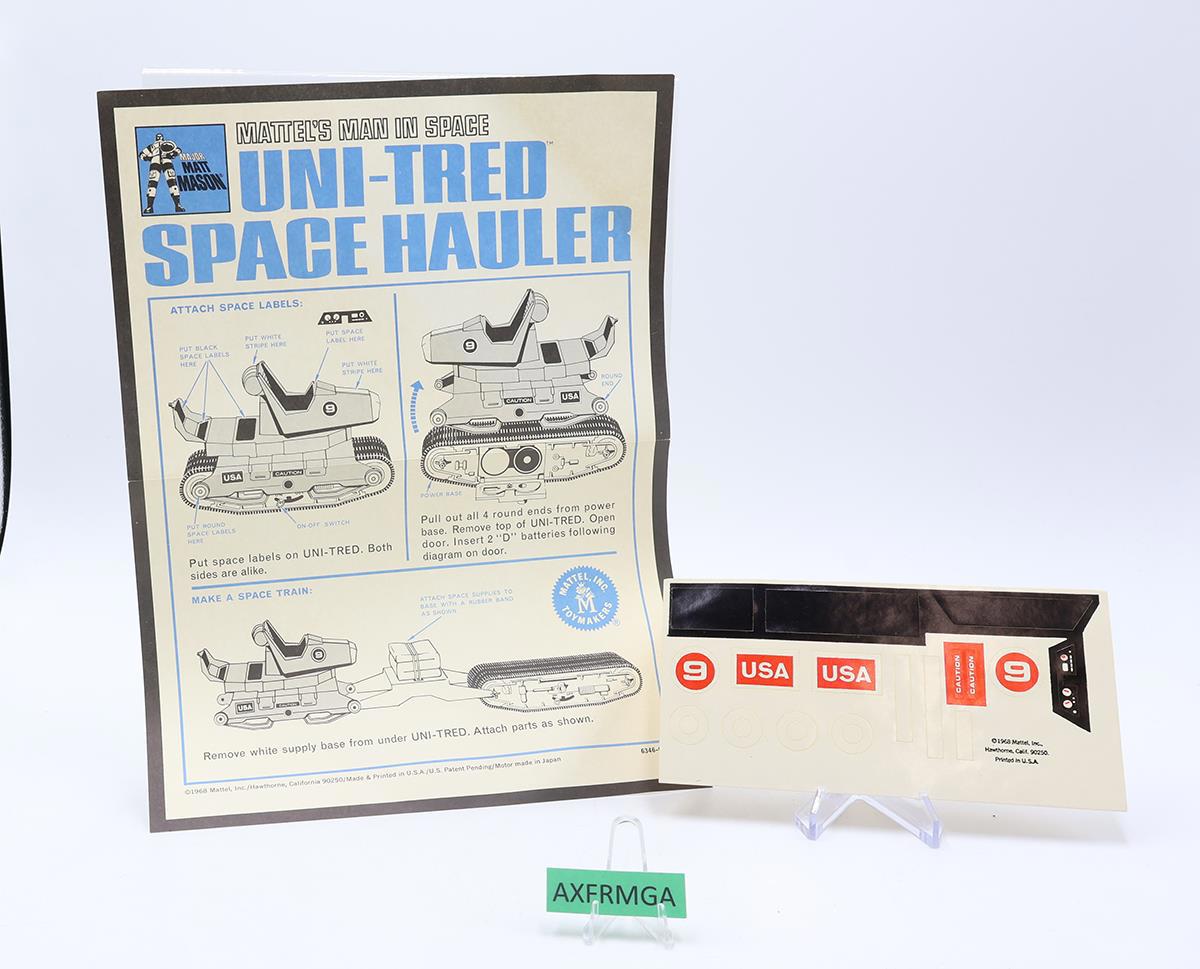 MATTEL'S MAN IN SPACE
MAJOR
MATT
MASON®
UNI-TRED™
SPACE HAULER
ATTACH SPACE LABELS:
PUT BLACK
SPACE LABELS
HERE
PUT WHITE
STRIPE HERE
PUT SPACE
LABEL HERE
PUT WHITE
STRIPE HERE
9
USA
CAUTION
PUT ROUND
SPACE LABELS
HERE
ON-OFF SWITCH
Put space labels on UNI-TRED. Both
sides are alike.
9
ROUND
END
CAUTION
USA
POWER BASE
Pull out all 4 round ends from power
base. Remove top of UNI-TRED. Open
door. Insert 2 "D" batteries following
diagram on door.
MAKE A SPACE TRAIN:
ATTACH SPACE SUPPLIES TO
BASE WITH A RUBBER BAND
AS SHOWN
MATTEL, INC.
M
TOYMAKERS
®
9
USA
CAUTION
Remove white supply base from under UNI-TRED. Attach parts as shown.
6346-
©1968 Mattel, Inc./Hawthorne, California 90250/Made & Printed in U.S.A./U.S. Patent Pending/Motor made in Japan
9
USA
USA
CAUTION
CAUTION
9
©1968 Mattel, Inc.,
Hawthorne, Calif. 90250.
Printed in U.S.A.
AXFRMGA